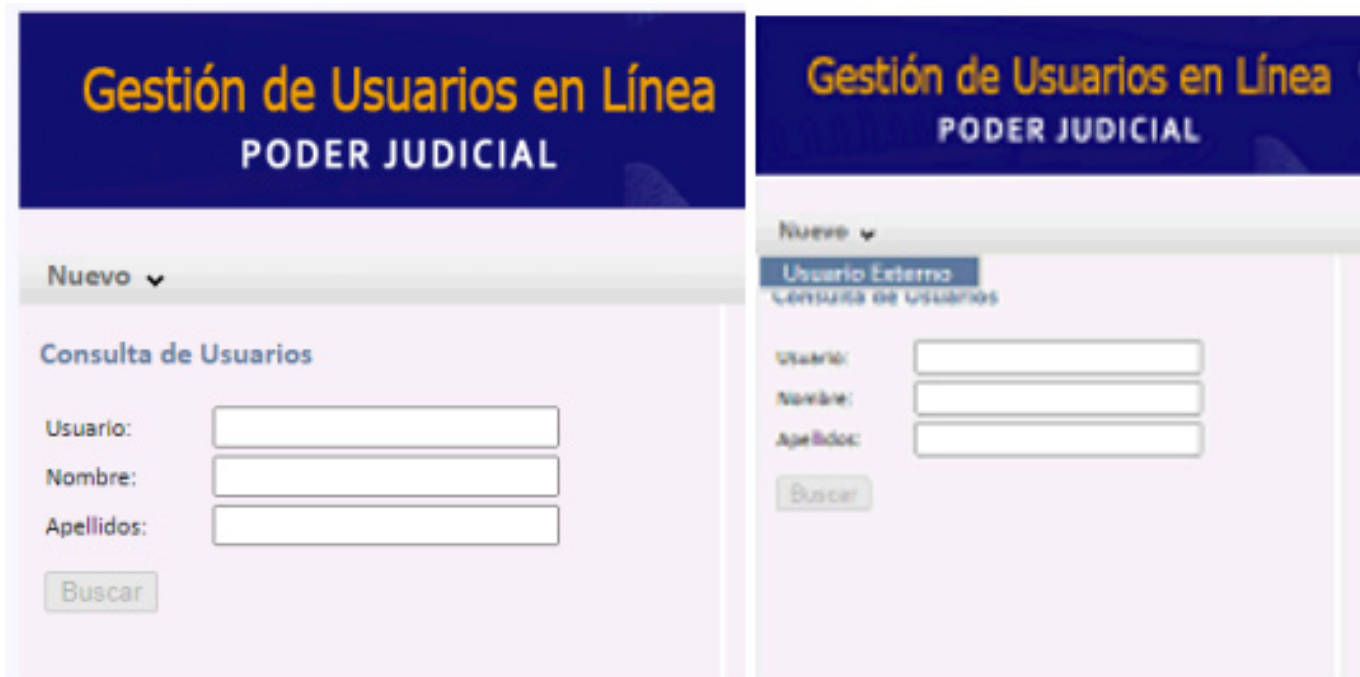 Gestión de Usuarios en Línea
PODER JUDICIAL
Nuevo
Consulta de Usuarios
Usuario:
Nombre:
Apellidos:
Buscar
Gestión de Usuarios en Línea
PODER JUDICIAL
Nuevo
Usuario Externo
Consulta de Usuarios
Usuario:
Nombre:
Apellidos:
Buscar